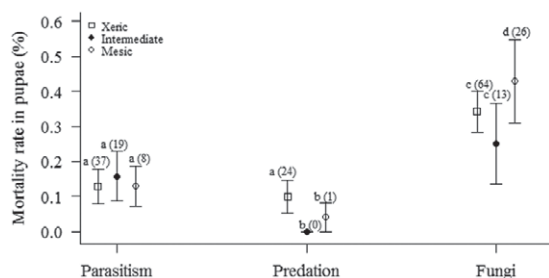 Mortality rate in pupae (%)
0.6
0.5
0.4
0.3
0.2
0.1
0.0
Xeric
Intermediate
Mesic
a (37)
a (19)
a (8)
a (24)
b (0)
b (1)
c (64)
c (13)
d (26)
Parasitism
Predation
Fungi